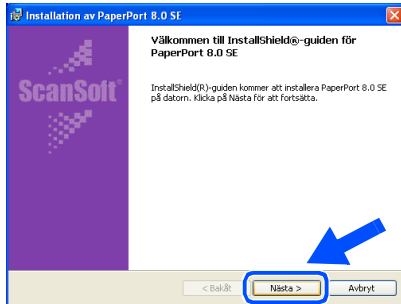 Installation av PaperPort 8.0 SE
Välkommen till InstallShield®-guiden för
PaperPort 8.0 SE
ScanSoft
InstallShield(R)-guiden kommer att installera PaperPort 8.0 SE
på datorn. Klicka på Nästa för att fortsätta.
< Bakåt Nästa > Avbryt